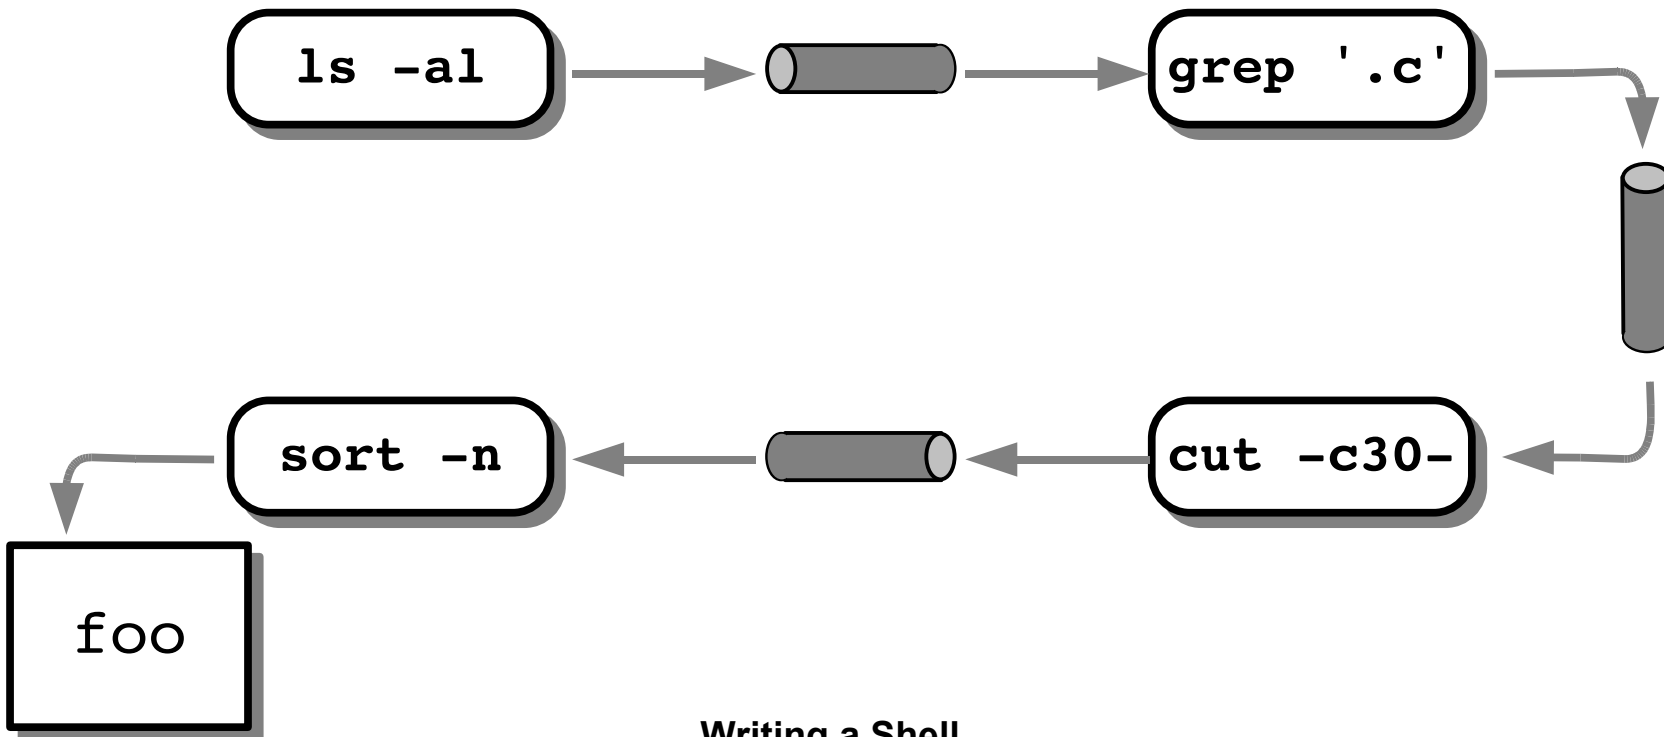 ls -al
grep '.c'
cut -c30-
sort -n
foo
Writing a Shell